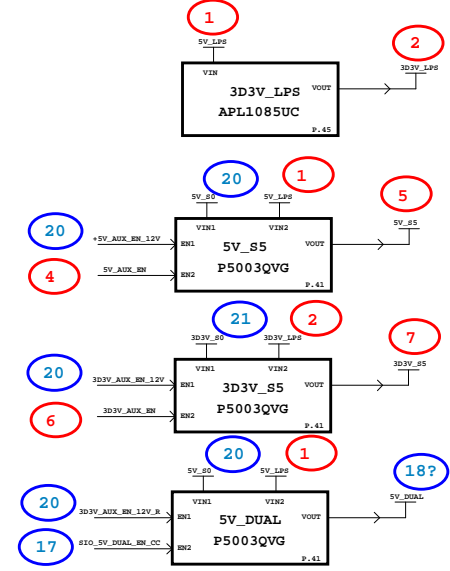 1
5V_LPS
2
3D3V_LPS
VIN
3D3V_LPS
VOUT
APL1085UC
P.45
20
1
5V_S0
5V_LPS
5
5V_S5
VIN1
VIN2
20
+5V_AUX_EN_12V
EN1
5V_S5
VOUT
4
5V_AUX_EN
EN2
P5003QVG
P.41
21
2
3D3V_S0
3D3V_LPS
7
3D3V_S5
VIN1
VIN2
20
3D3V_AUX_EN_12V
EN1
3D3V_S5
VOUT
6
3D3V_AUX_EN
EN2
P5003QVG
P.41
20
1
5V_S0
5V_LPS
18?
5V_DUAL
VIN1
VIN2
20
3D3V_AUX_EN_12V_R
EN1
5V_DUAL
VOUT
17
SIO_5V_DUAL_EN_CC
EN2
P5003QVG
P.41